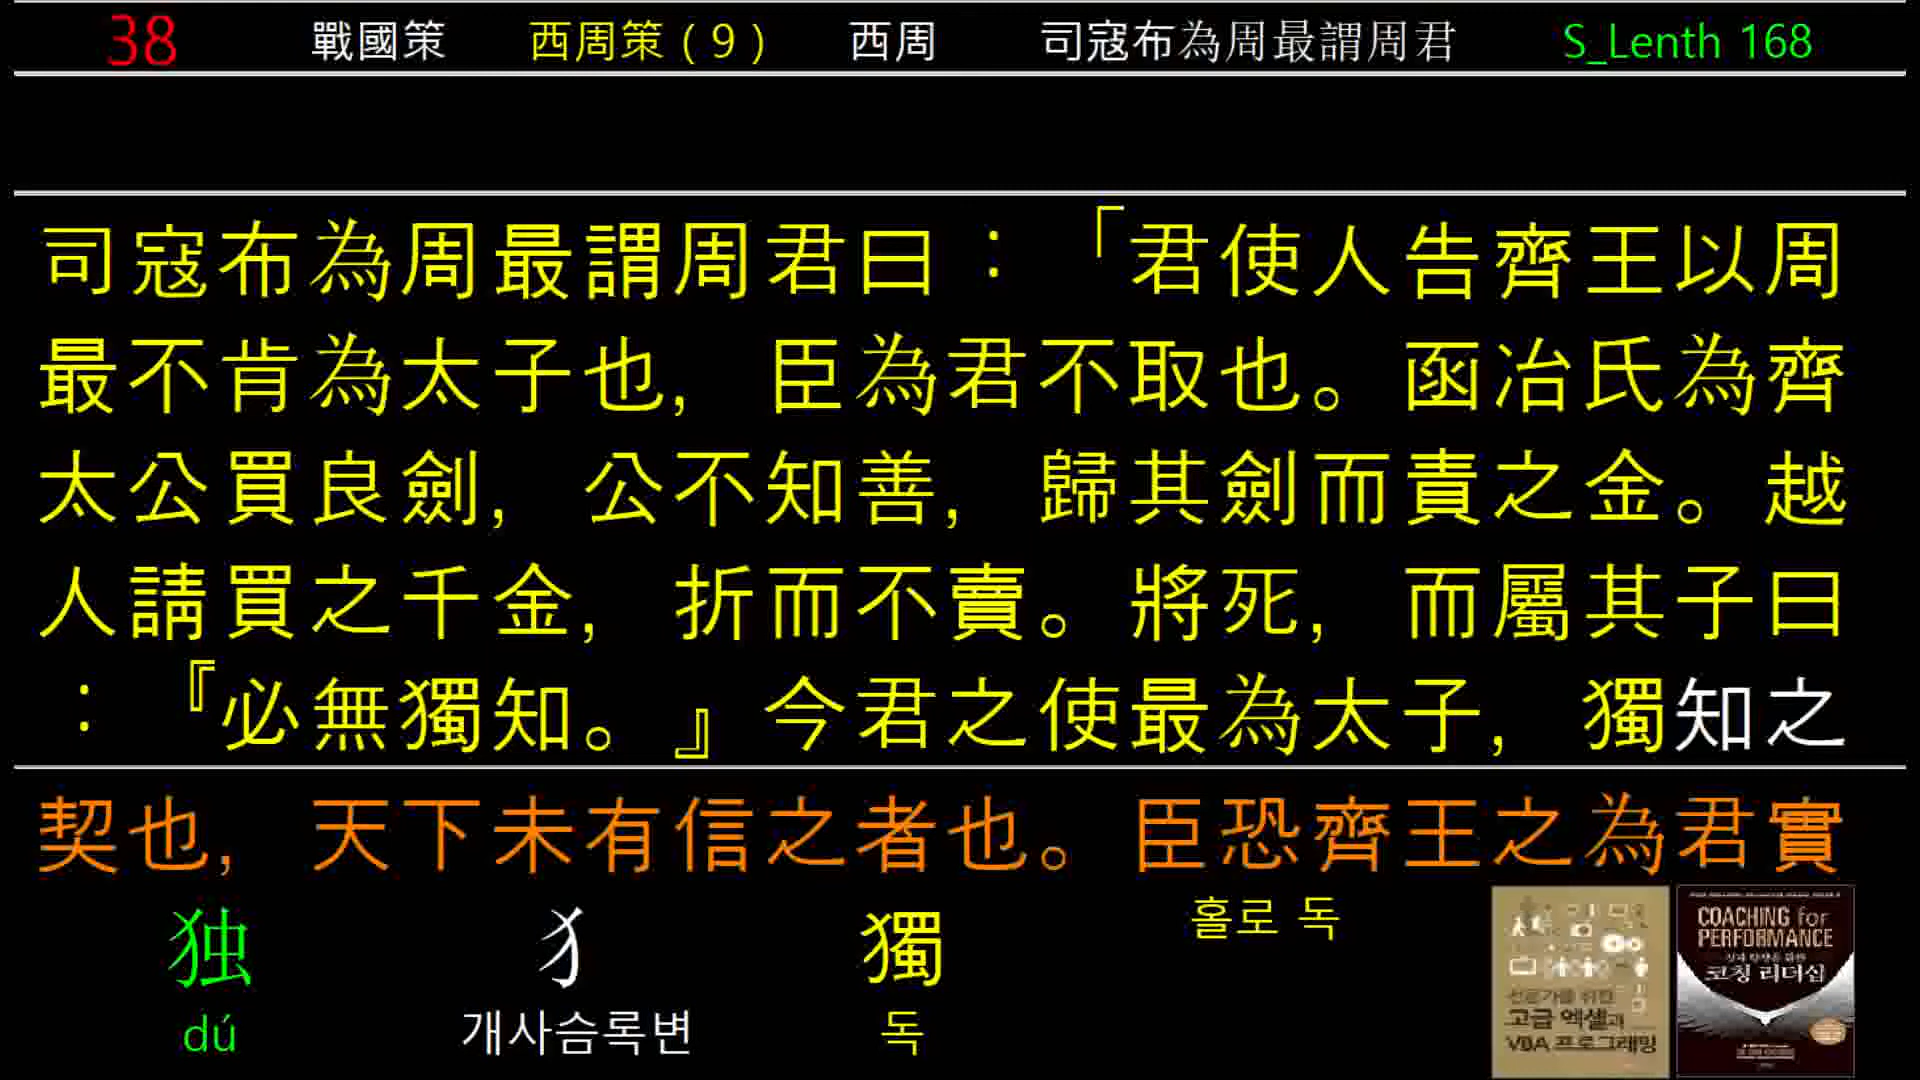 38 戰國策 西周策(9) 西周 司寇布為周最謂周君 S_Lenth 168
司寇布為周最謂周君曰：「君使人告齊王以周
最不肯為太子也, 臣為君不取也。函冶氏為齊
太公買良劍, 公不知善, 歸其劍而責之金。越
人請買之千金, 折而不賣。將死, 而屬其子曰
：『必無獨知。』今君之使最為太子, 獨知之
契也, 天下未有信之者也。臣恐齊王之為君實
独 犭 獨 홀로 독
dú 개사슴록변 독
COACHING for
PERFORMANCE
코칭 리더십
전문가를 위한
고급 엑셀과
VBA 프로그래밍